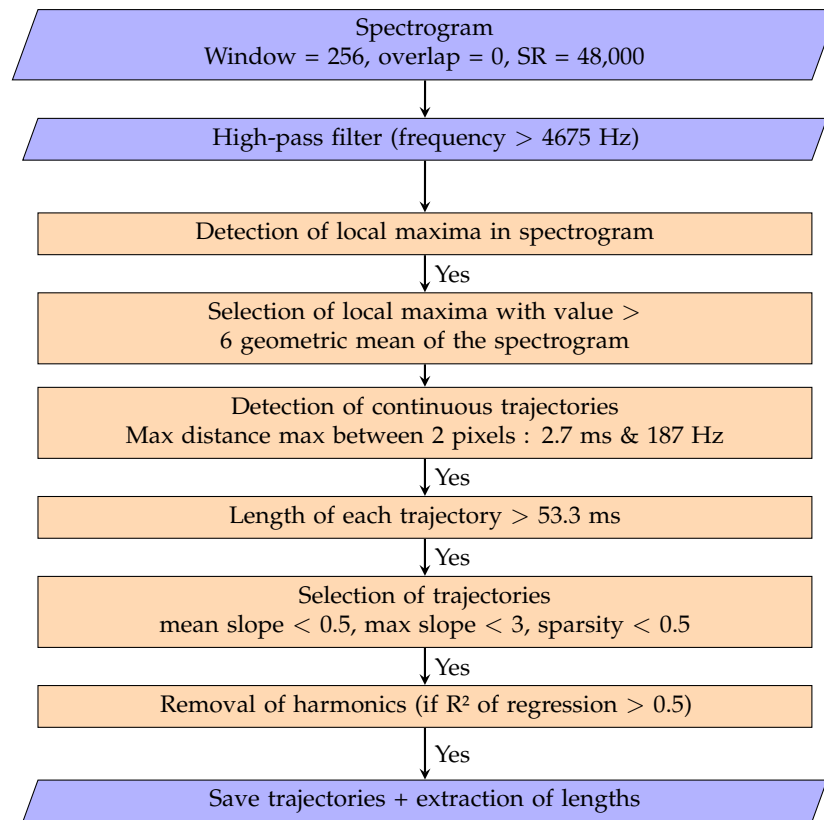 Spectrogram
Window = 256, overlap = 0, SR = 48,000
High-pass filter (frequency > 4675 Hz)
Detection of local maxima in spectrogram
Yes
Selection of local maxima with value >
6 geometric mean of the spectrogram
Detection of continuous trajectories
Max distance max between 2 pixels : 2.7 ms & 187 Hz
Yes
Length of each trajectory > 53.3 ms
Yes
Selection of trajectories
mean slope < 0.5, max slope < 3, sparsity < 0.5
Yes
Removal of harmonics (if R² of regression > 0.5)
Yes
Save trajectories + extraction of lengths